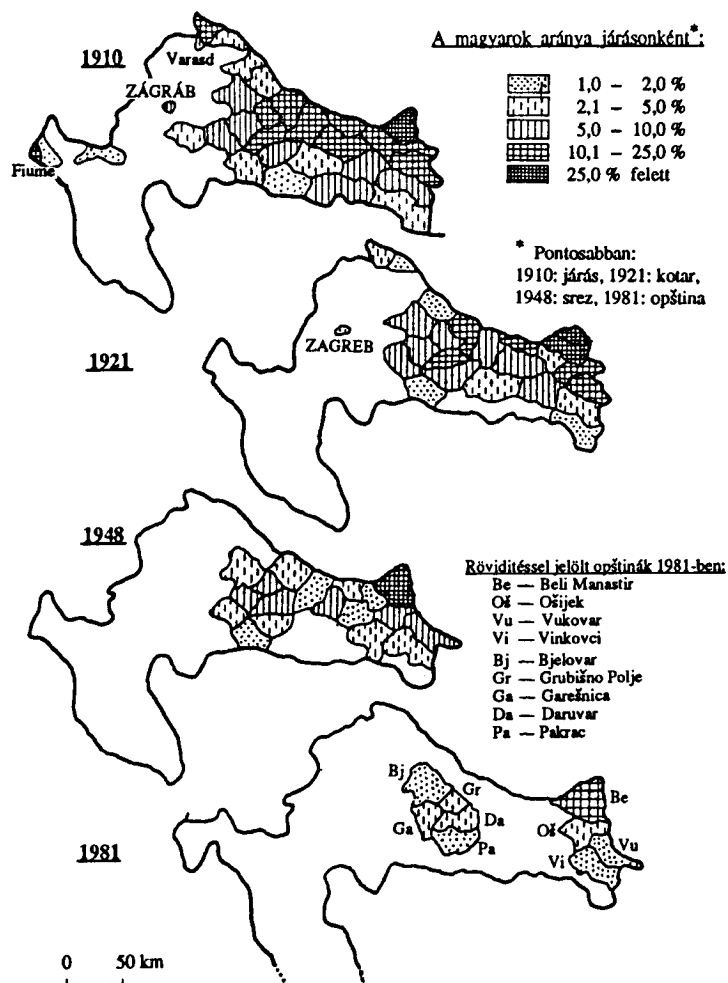 1910
Varasd
ZÁGRÁB
Fiume
A magyarok aránya járásonként*:
1,0 – 2,0 %
2,1 – 5,0 %
5,0 – 10,0 %
10,1 – 25,0 %
25,0 % felett
* Pontosabban:
1910: járás, 1921: kotar,
1948: srez, 1981: opština
ZAGREB
1921
1948
Rövidítéssel jelölt opštinák 1981-ben:
Be — Beli Manastir
Oš — Ošijek
Vu — Vukovar
Vi — Vinkovci
Bj — Bjelovar
Gr — Grubišno Polje
Ga — Garešnica
Da — Daruvar
Pa — Pakrac
Bj
Gr
Be
Ga
Da
Oš
Vu
Pa
Vi
1981
0 50 km